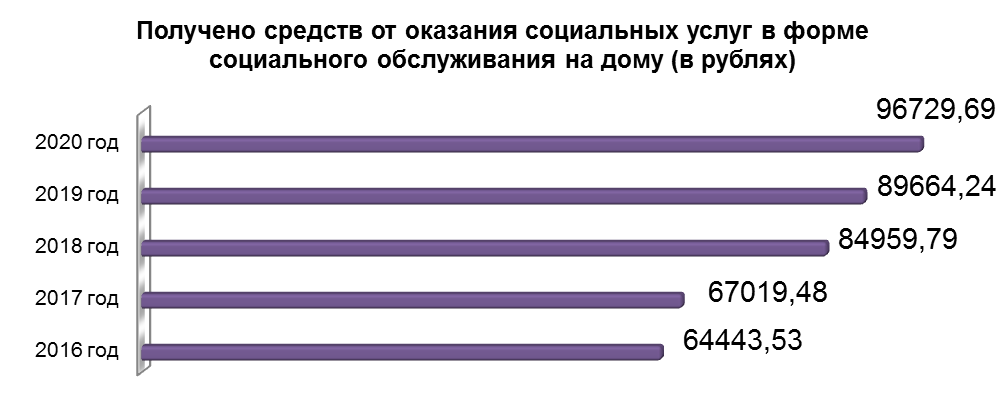 Получено средств от оказания социальных услуг в форме
социального обслуживания на дому (в рублях)
96729,69
2020 год
2019 год 89664,24
2018 год 84959,79
2017 год 67019,48
2016 год 64443,53